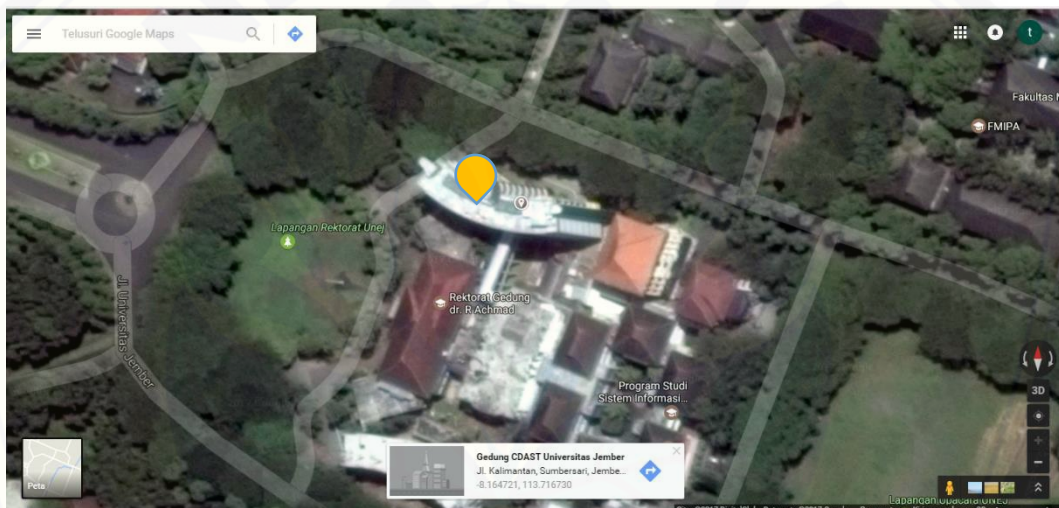 Telusuri Google Maps
t
Fakultas M
FMIPA
Lapangan Rektorat Unej
Jl. Universitas Jember
Rektorat Gedung
dr. R Achmad
3D
Program Studi
Sistem Informasi...
Gedung CDAST Universitas Jember
Jl. Kalimantan, Sumbersari, Jembe...
-8.164721, 113.716730
Peta
Lapangan Upacara UNEJ